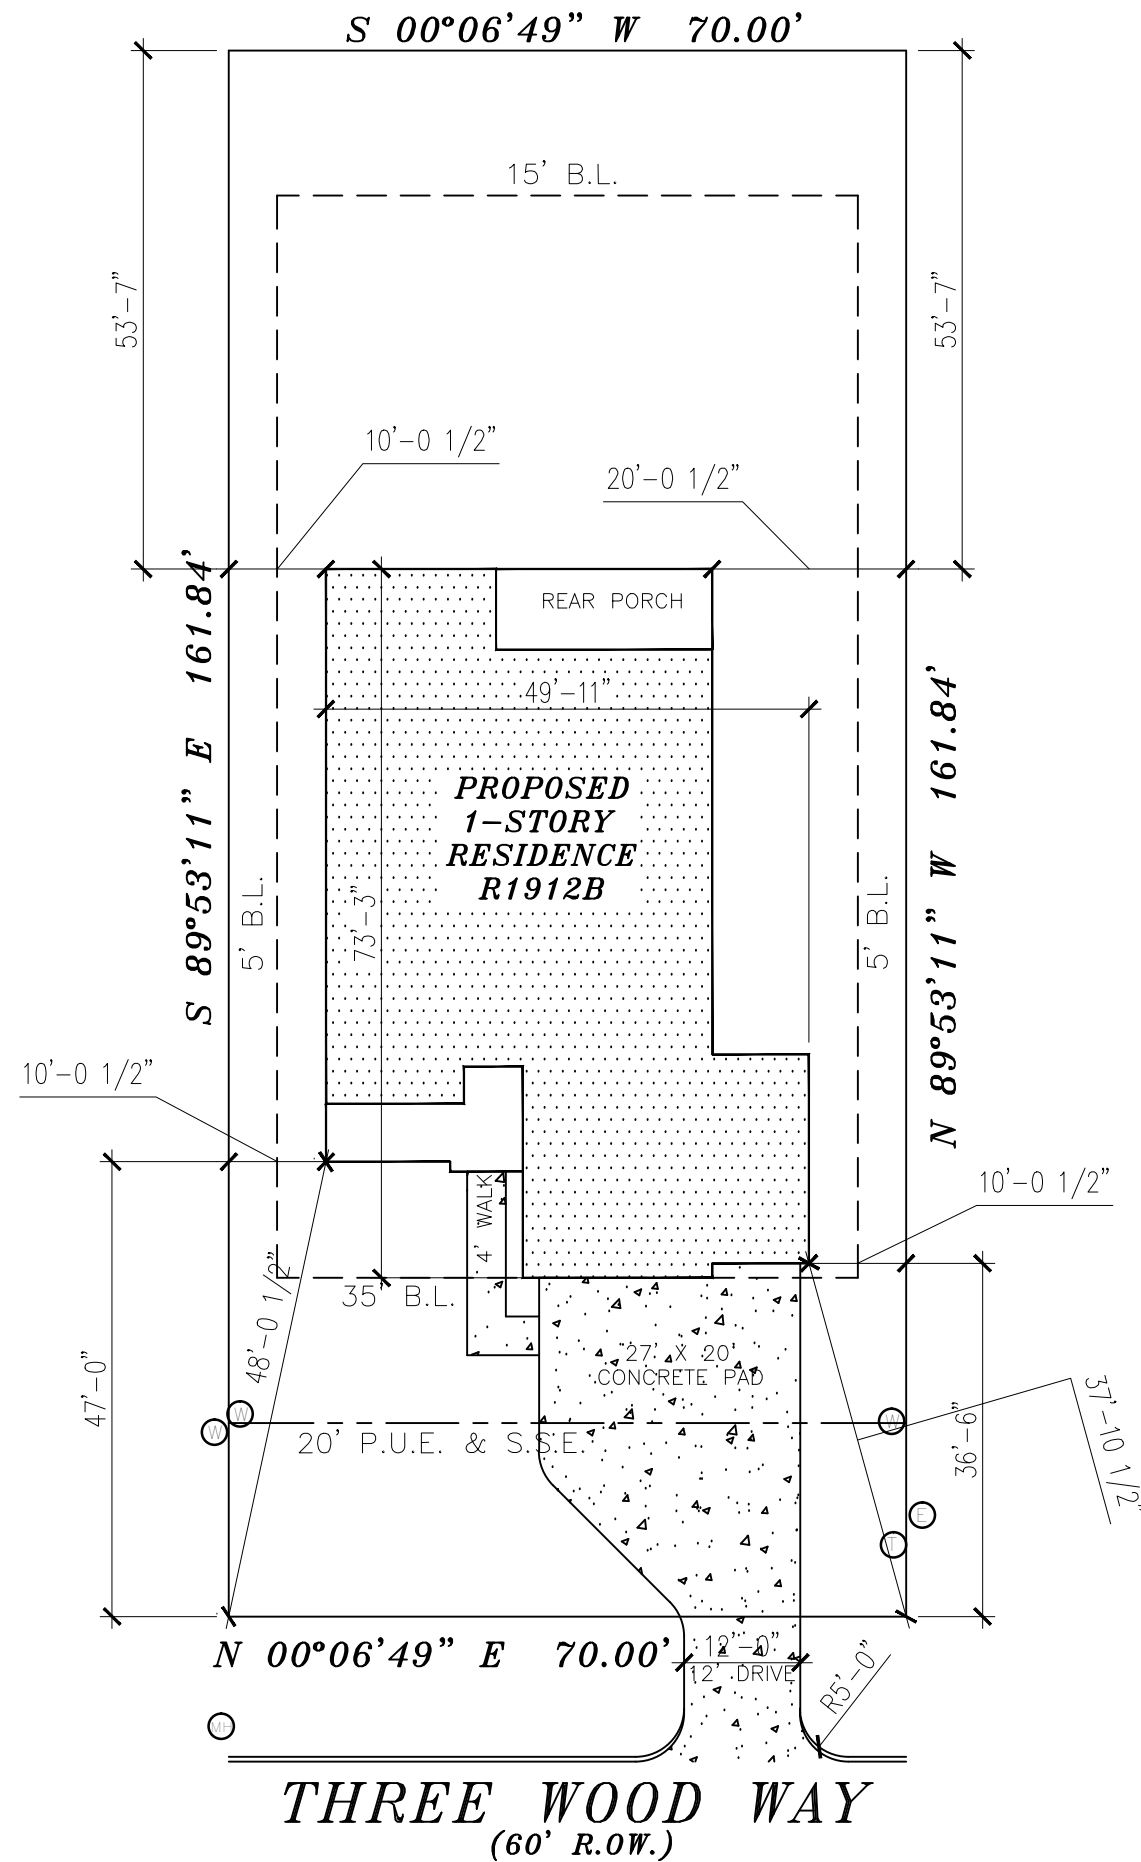 S 00°06'49" W 70.00'
15' B.L.
53'-7"
53'-7"
10'-0 1/2"
20'-0 1/2"
S 89°53'11" E 161.84'
REAR PORCH
49'-11"
N 89°53'11" W 161.84'
PROPOSED
1-STORY
RESIDENCE
R1912B
73'-3"
5' B.L.
5' B.L.
10'-0 1/2"
10'-0 1/2"
4' WALK
35' B.L.
48'-0 1/2"
47'-0"
27' X 20'
CONCRETE PAD
37'-10 1/2"
36'-6"
W
W
W
20' P.U.E. & S.S.E.
E
T
N 00°06'49" E 70.00'
12'-0"
12' DRIVE
R5'-0"
MH
THREE WOOD WAY
(60' R.OW.)